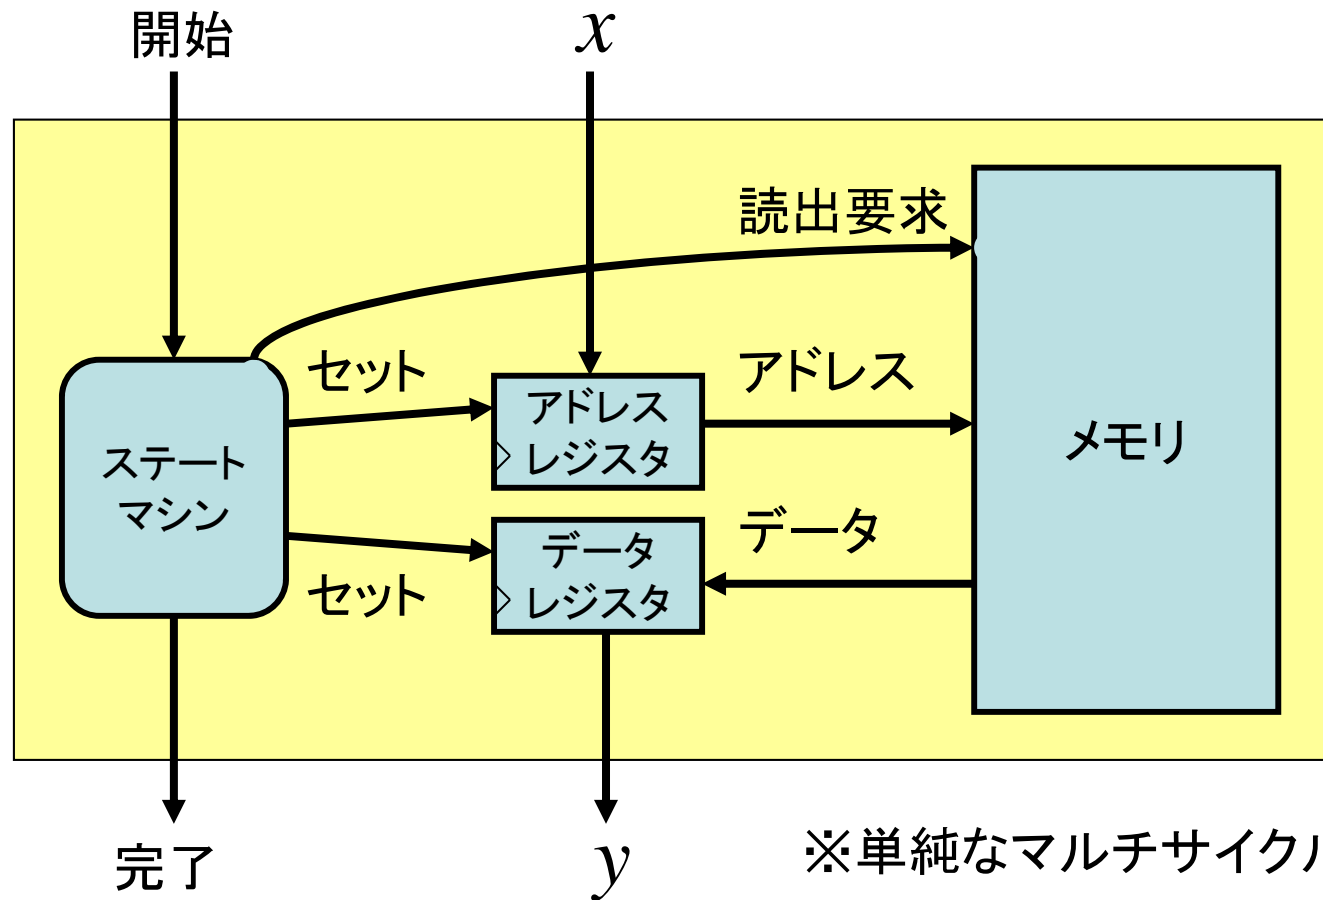 開始
x
読出要求
セット
アドレス
アドレス
レジスタ
メモリ
ステート
マシン
データ
データ
レジスタ
セット
完了
y
※単純なマルチサイクル